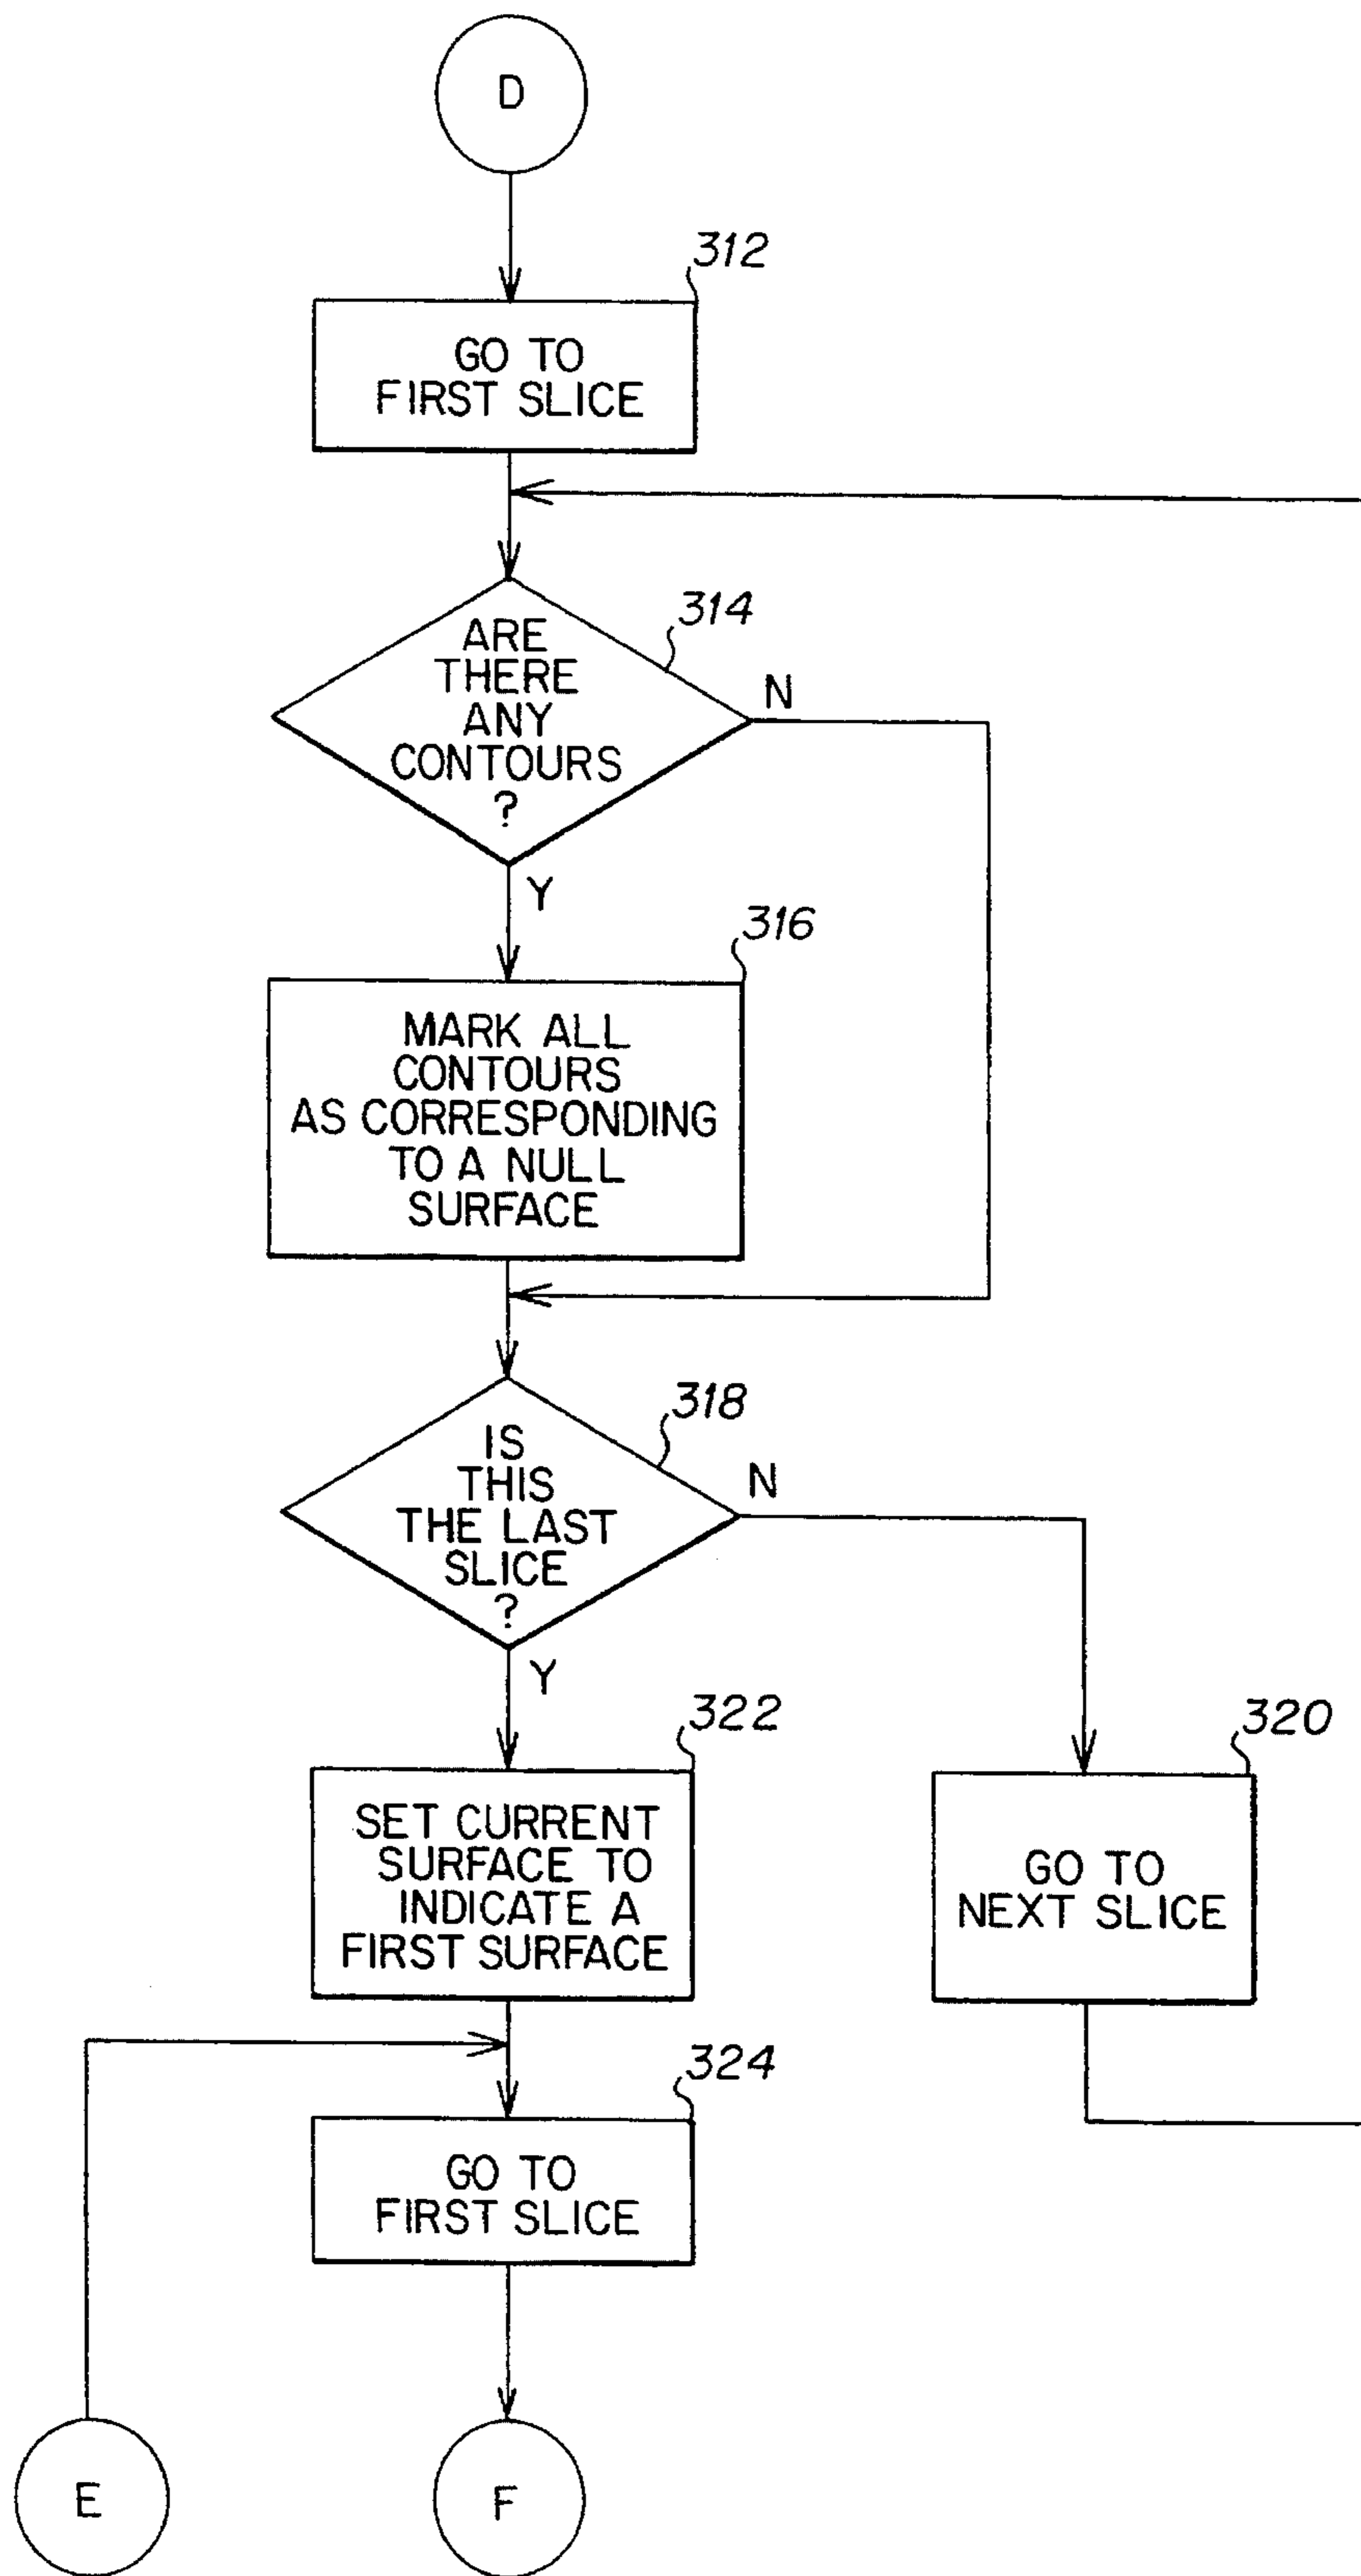 D
312
GO TO
FIRST SLICE
314
ARE
THERE
ANY
CONTOURS
?
N
Y
316
MARK ALL
CONTOURS
AS CORRESPONDING
TO A NULL
SURFACE
318
IS
THIS
THE LAST
SLICE
?
N
Y
322
SET CURRENT
SURFACE TO
INDICATE A
FIRST SURFACE
320
GO TO
NEXT SLICE
324
GO TO
FIRST SLICE
E
F